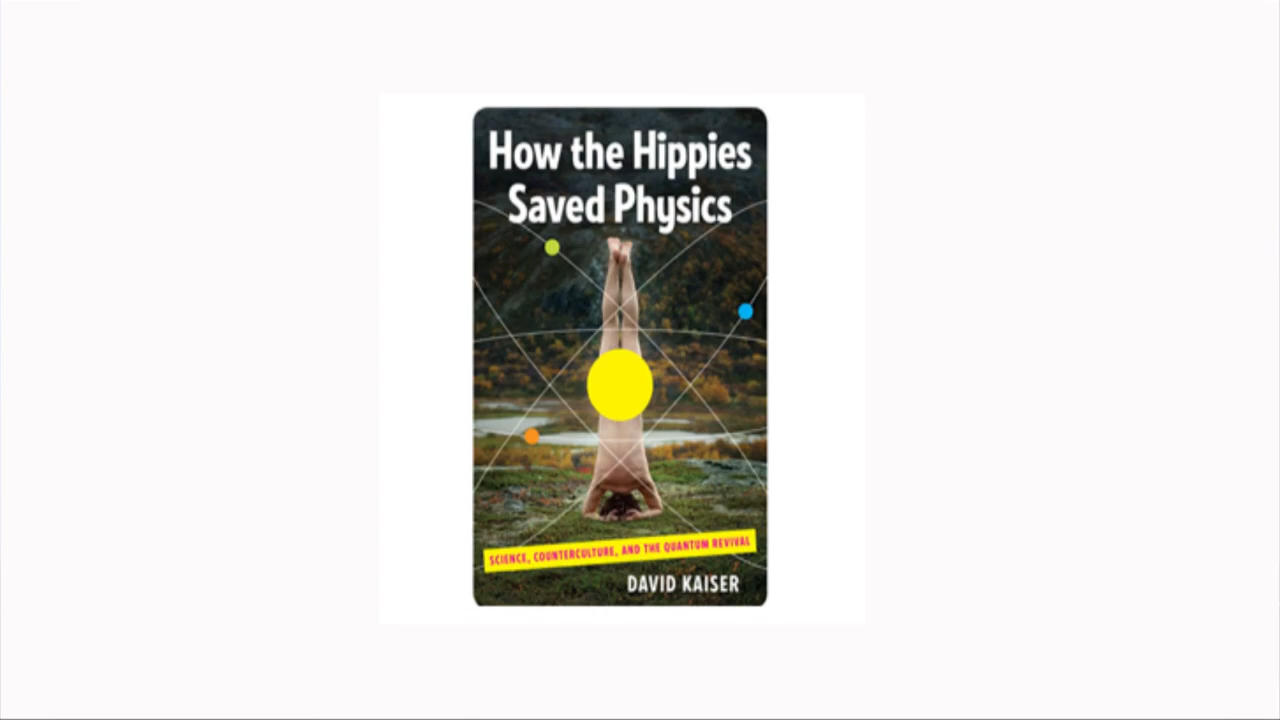 How the Hippies
Saved Physics
SCIENCE, COUNTERCULTURE, AND THE QUANTUM REVIVAL
DAVID KAISER